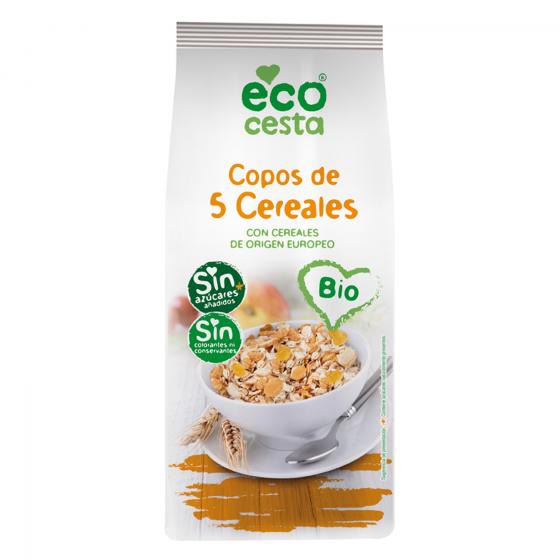 eco®
cesta
Copos de
5 Cereales
CON CEREALES
DE ORIGEN EUROPEO
Bio
Sin*
azúcares
añadidos
Sin
colorantes ni
conservantes